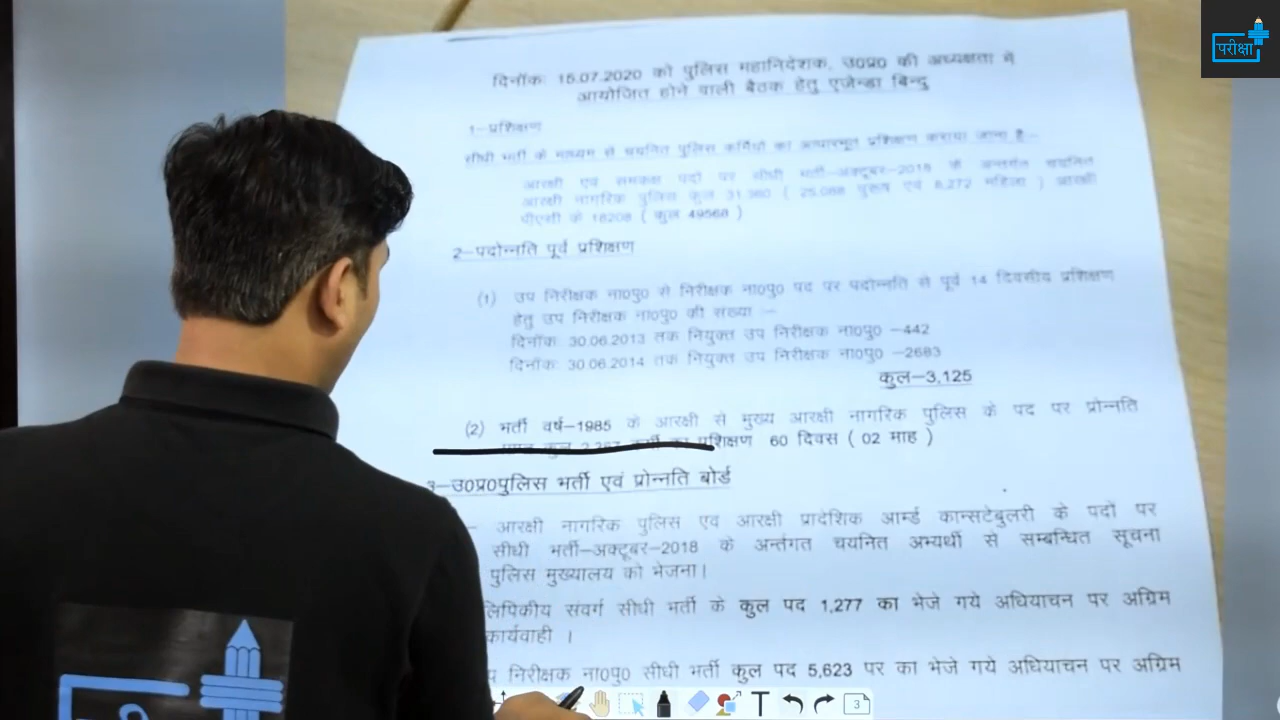 परीक्षा
दिनॉंकः 15.07.2020 को पुलिस महानिदेशक, उ0प्र0 की अध्यक्षता में
आयोजित होने वाली बैठक हेतु एजेन्डा बिन्दु
1–प्रशिक्षण
सीधी भर्ती के माध्यम से चयनित पुलिस कर्मियों का आधारभूत प्रशिक्षण कराया जाना है:–
आरक्षी एवं समकक्ष पदों पर सीधी भर्ती–अक्टूबर–2018 के अन्तर्गत चयनित
आरक्षी नागरिक पुलिस कुल 31,360 ( 25,088 पुरूष एवं 6,272 महिला ) आरक्षी
पीएसी के 18208 ( कुल 49568 )
2–पदोन्नति पूर्व प्रशिक्षण
(1) उप निरीक्षक ना0पु0 से निरीक्षक ना0पु0 पद पर पदोन्नति से पूर्व 14 दिवसीय प्रशिक्षण
हेतु उप निरीक्षक ना0पु0 की संख्या :–
दिनॉंकः 30.06.2013 तक नियुक्त उप निरीक्षक ना0पु0 –442
दिनॉंकः 30.06.2014 तक नियुक्त उप निरीक्षक ना0पु0 –2683
कुल–3,125
(2) भर्ती वर्ष–1985 के आरक्षी से मुख्य आरक्षी नागरिक पुलिस के पद पर प्रोन्नति
कुल का प्रशिक्षण 60 दिवस ( 02 माह )
3–उ0प्र0पुलिस भर्ती एवं प्रोन्नति बोर्ड
– आरक्षी नागरिक पुलिस एव आरक्षी प्रादेशिक आर्म्ड कान्सटेबुलरी के पदों पर
सीधी भर्ती–अक्टूबर–2018 के अर्न्तगत चयनित अभ्यर्थी से सम्बन्धित सूचना
पुलिस मुख्यालय को भेजना।
लिपिकीय संवर्ग सीधी भर्ती के कुल पद 1,277 का भेजे गये अधियाचन पर अग्रिम
कार्यवाही ।
निरीक्षक ना0पु0 सीधी भर्ती कुल पद 5,623 पर का भेजे गये अधियाचन पर अग्रिम
T 3